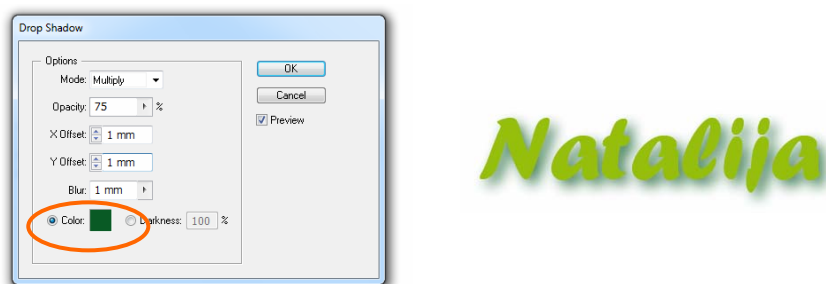 Drop Shadow
Options
Mode: Multiply
Opacity: 75 %
X Offset: 1 mm
Y Offset: 1 mm
Blur: 1 mm
Color: Darkness: 100 %
OK
Cancel
Preview
Natalija